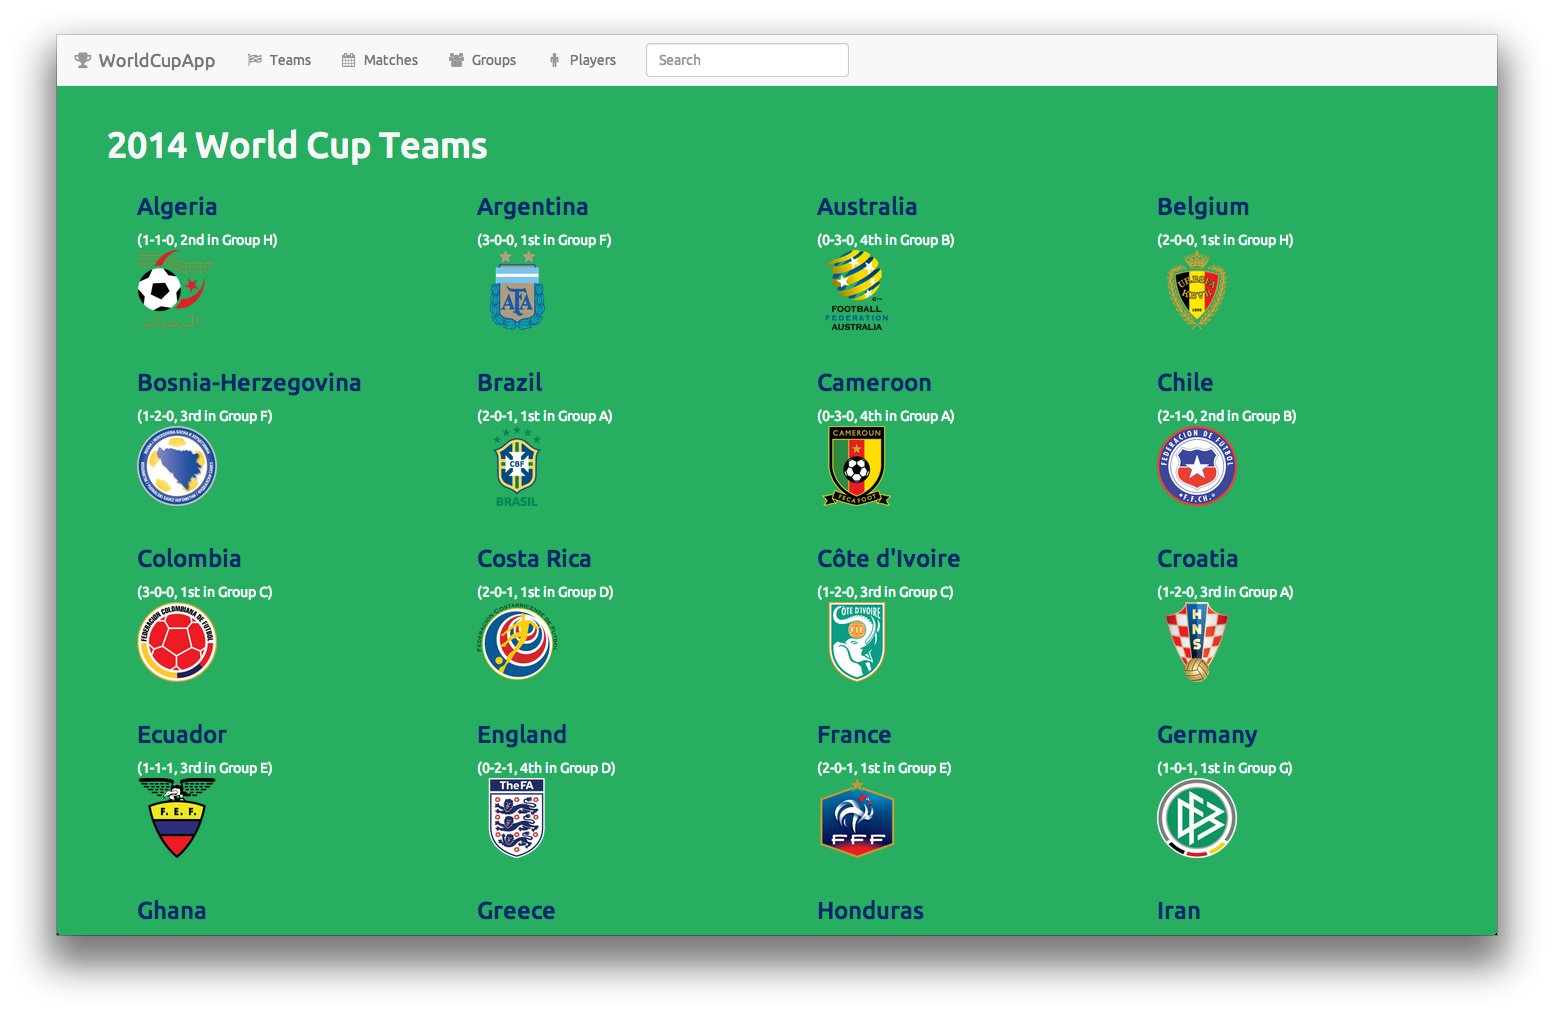 WorldCupApp Teams Matches Groups Players Search
2014 World Cup Teams
Algeria Argentina Australia Belgium
(1-1-0, 2nd in Group H) (3-0-0, 1st in Group F) (0-3-0, 4th in Group B) (2-0-0, 1st in Group H)
AFA
FOOTBALL
FEDERATION
AUSTRALIA
Bosnia-Herzegovina Brazil Cameroon Chile
(1-2-0, 3rd in Group F) (2-0-1, 1st in Group A) (0-3-0, 4th in Group A) (2-1-0, 2nd in Group B)
CBF
BRASIL
CAMEROUN
FECAFOOT
FEDERACION DE FUTBOL
F.F.CH.
Colombia Costa Rica Côte d'Ivoire Croatia
(3-0-0, 1st in Group C) (2-0-1, 1st in Group D) (1-2-0, 3rd in Group C) (1-2-0, 3rd in Group A)
FEDERACION COLOMBIANA DE FUTBOL
FEDERACION COSTARRICENSE DE FUTBOL
CÔTE D'IVOIRE
FIF
HNS
Ecuador England France Germany
(1-1-1, 3rd in Group E) (0-2-1, 4th in Group D) (2-0-1, 1st in Group E) (1-0-1, 1st in Group G)
F. E. F.
TheFA
FFF
DFB
Ghana Greece Honduras Iran